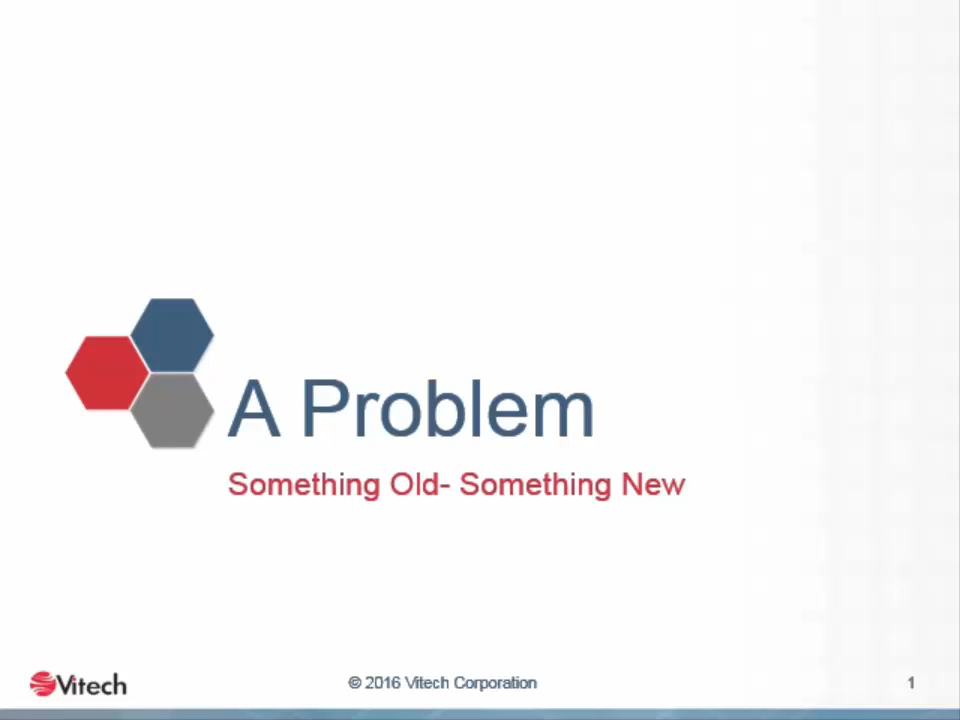 A Problem
Something Old- Something New
Vitech
© 2016 Vitech Corporation
1